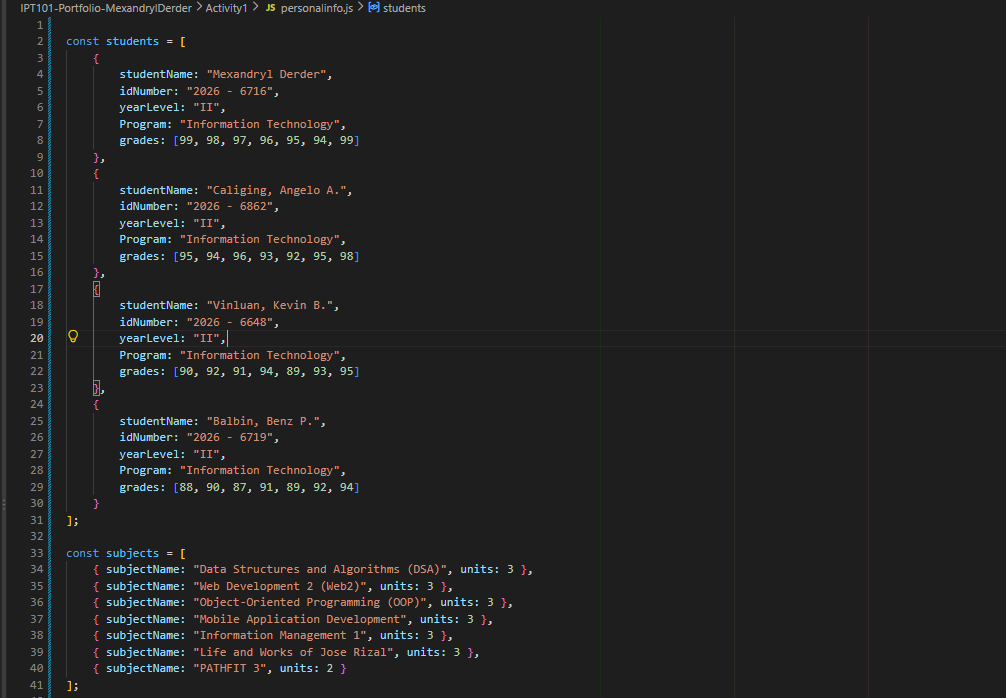 IPT101-Portfolio-MexandrylDerder > Activity1 > JS personalinfo.js > students
1
2 const students = [
3 {
4 studentName: "Mexandryl Derder",
5 idNumber: "2026 - 6716",
6 yearLevel: "II",
7 Program: "Information Technology",
8 grades: [99, 98, 97, 96, 95, 94, 99]
9 },
10 {
11 studentName: "Caliging, Angelo A.",
12 idNumber: "2026 - 6862",
13 yearLevel: "II",
14 Program: "Information Technology",
15 grades: [95, 94, 96, 93, 92, 95, 98]
16 },
17 {
18 studentName: "Vinluan, Kevin B.",
19 idNumber: "2026 - 6648",
20 yearLevel: "II",
21 Program: "Information Technology",
22 grades: [90, 92, 91, 94, 89, 93, 95]
23 },
24 {
25 studentName: "Balbin, Benz P.",
26 idNumber: "2026 - 6719",
27 yearLevel: "II",
28 Program: "Information Technology",
29 grades: [88, 90, 87, 91, 89, 92, 94]
30 }
31 ];
32
33 const subjects = [
34 { subjectName: "Data Structures and Algorithms (DSA)", units: 3 },
35 { subjectName: "Web Development 2 (Web2)", units: 3 },
36 { subjectName: "Object-Oriented Programming (OOP)", units: 3 },
37 { subjectName: "Mobile Application Development", units: 3 },
38 { subjectName: "Information Management 1", units: 3 },
39 { subjectName: "Life and Works of Jose Rizal", units: 3 },
40 { subjectName: "PATHFIT 3", units: 2 }
41 ];